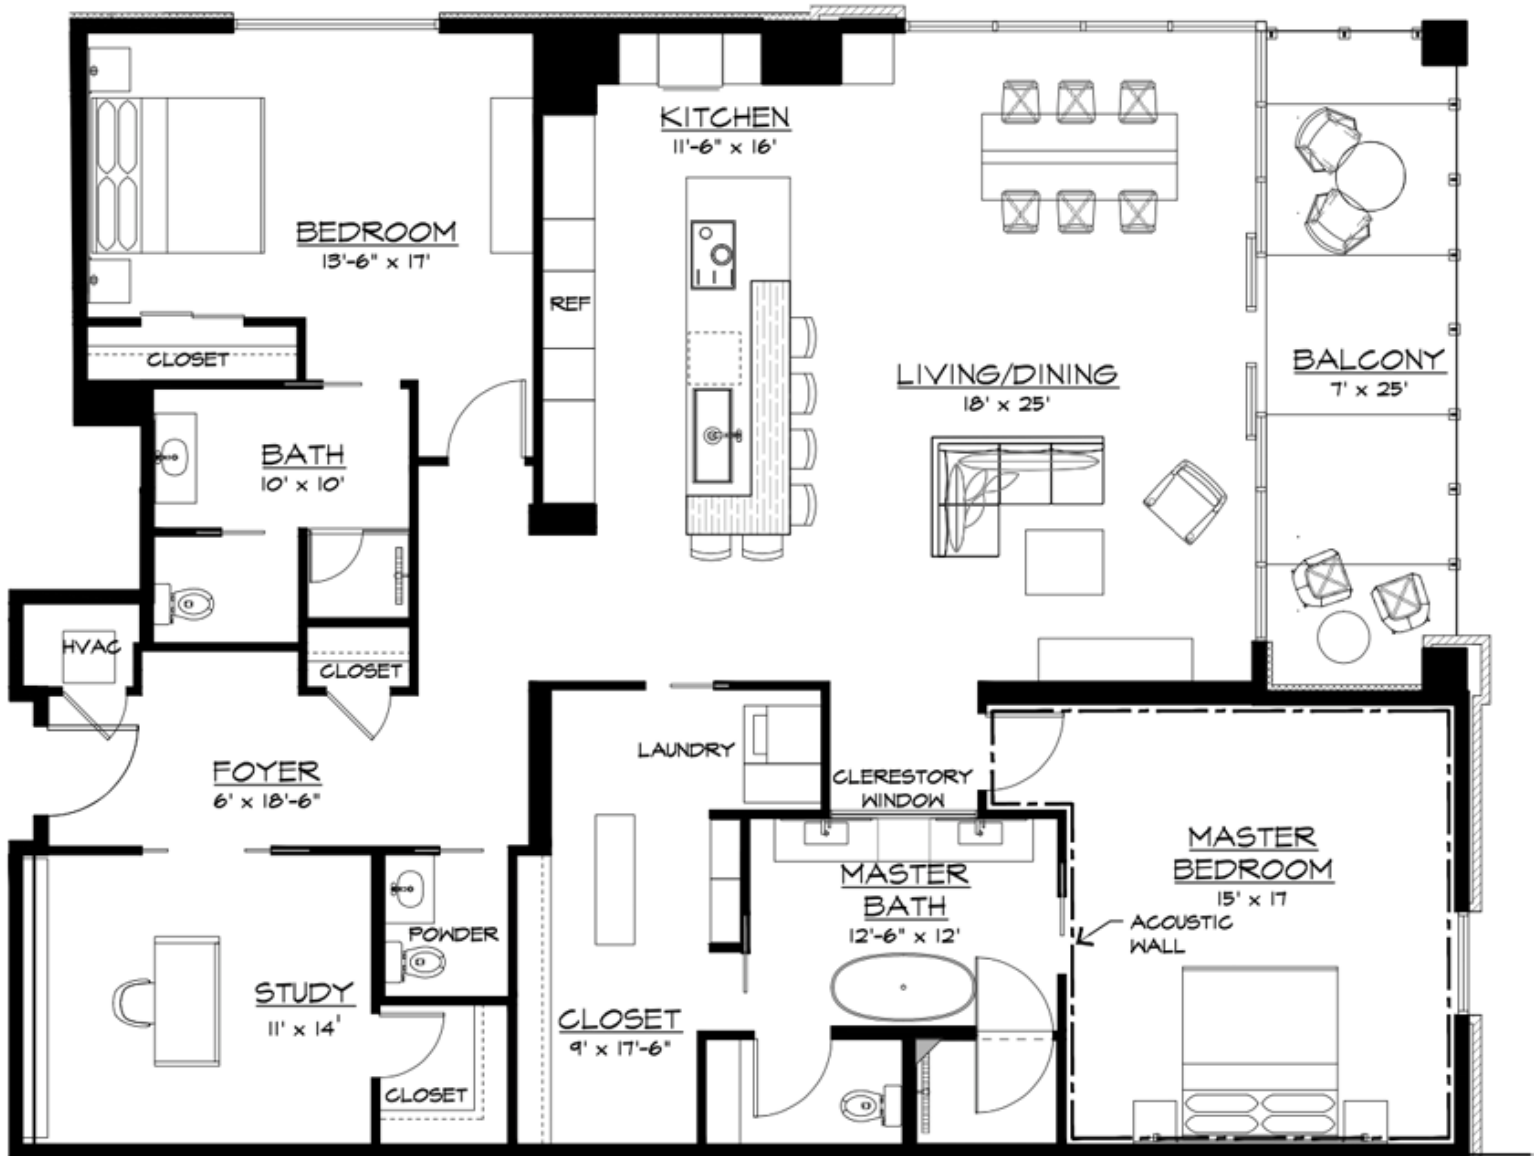 KITCHEN
11'-6" x 16'
BEDROOM
13'-6" x 17'
REF
CLOSET
LIVING/DINING
18' x 25'
BALCONY
7' x 25'
BATH
10' x 10'
HVAC
CLOSET
FOYER
6' x 18'-6"
LAUNDRY
CLERESTORY
WINDOW
MASTER
BEDROOM
15' x 17
MASTER
BATH
12'-6" x 12'
ACOUSTIC
WALL
POWDER
STUDY
11' x 14'
CLOSET
9' x 17'-6"
CLOSET